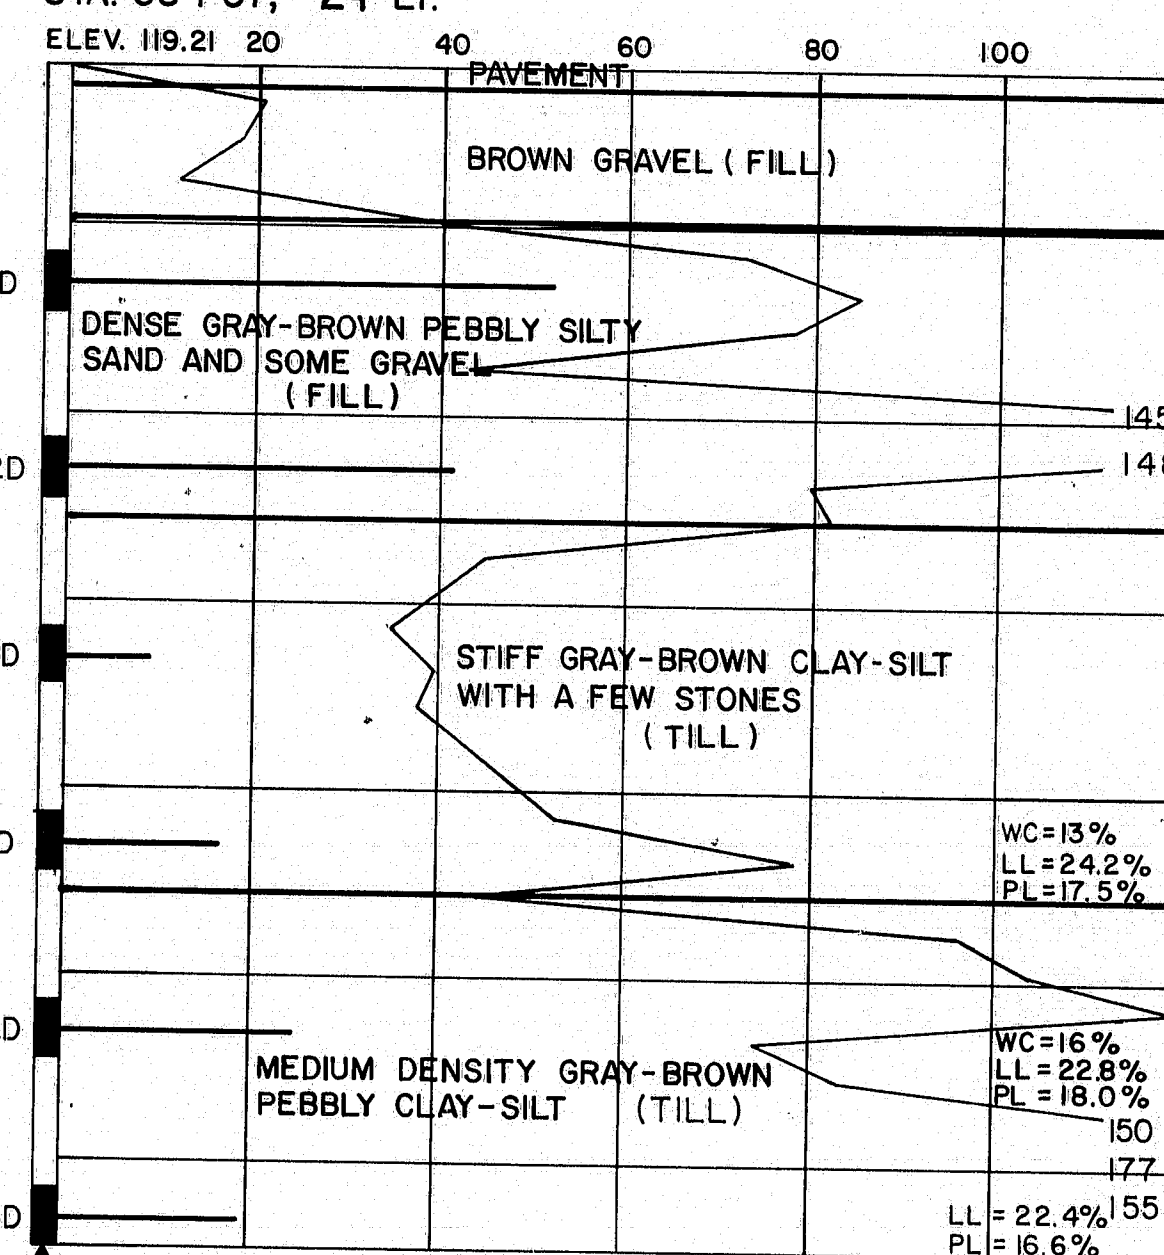 ELEV. 119.21 20 40 60 80 100
PAVEMENT
BROWN GRAVEL (FILL)
D
DENSE GRAY-BROWN PEBBLY SILTY
SAND AND SOME GRAVEL
(FILL)
145
2D
148
D
STIFF GRAY-BROWN CLAY-SILT
WITH A FEW STONES
(TILL)
WC=13%
D
LL=24.2%
PL=17.5%
D
WC=16%
MEDIUM DENSITY GRAY-BROWN
LL=22.8%
PL=18.0%
PEBBLY CLAY-SILT (TILL)
150
177
155
D
LL=22.4%
PL=16.6%